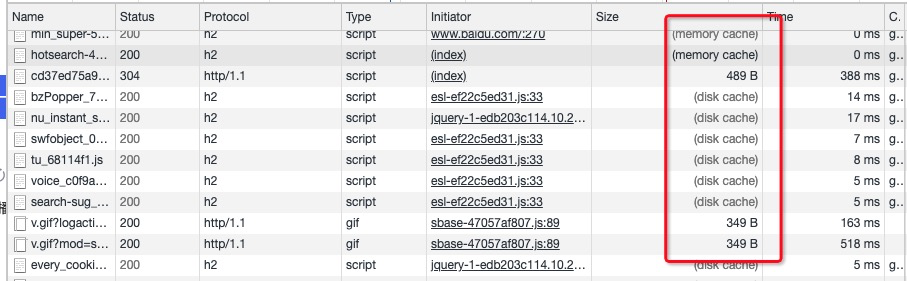 Name Status Protocol Type Initiator Size Time C.
min_super-5... 200 h2 script www.baidu.com/:270 (memory cache) 0 ms g..
hotsearch-4... 200 h2 script (index) (memory cache) 0 ms g..
cd37ed75a9... 304 http/1.1 script (index) 489 B 388 ms g..
bzPopper_7... 200 h2 script esl-ef22c5ed31.js:33 (disk cache) 14 ms g..
nu_instant_s... 200 h2 script jquery-1-edb203c114.10.2... (disk cache) 17 ms g..
swfobject_0... 200 h2 script esl-ef22c5ed31.js:33 (disk cache) 7 ms g..
tu_68114f1.js 200 h2 script esl-ef22c5ed31.js:33 (disk cache) 8 ms g..
voice_c0f9a... 200 h2 script esl-ef22c5ed31.js:33 (disk cache) 5 ms g..
search-sug_... 200 h2 script esl-ef22c5ed31.js:33 (disk cache) 5 ms g..
v.gif?logacti... 200 http/1.1 gif sbase-47057af807.js:89 349 B 163 ms
v.gif?mod=s... 200 http/1.1 gif sbase-47057af807.js:89 349 B 518 ms
every_cooki... 200 h2 script jquery-1-edb203c114.10.2... (disk cache) 5 ms g..